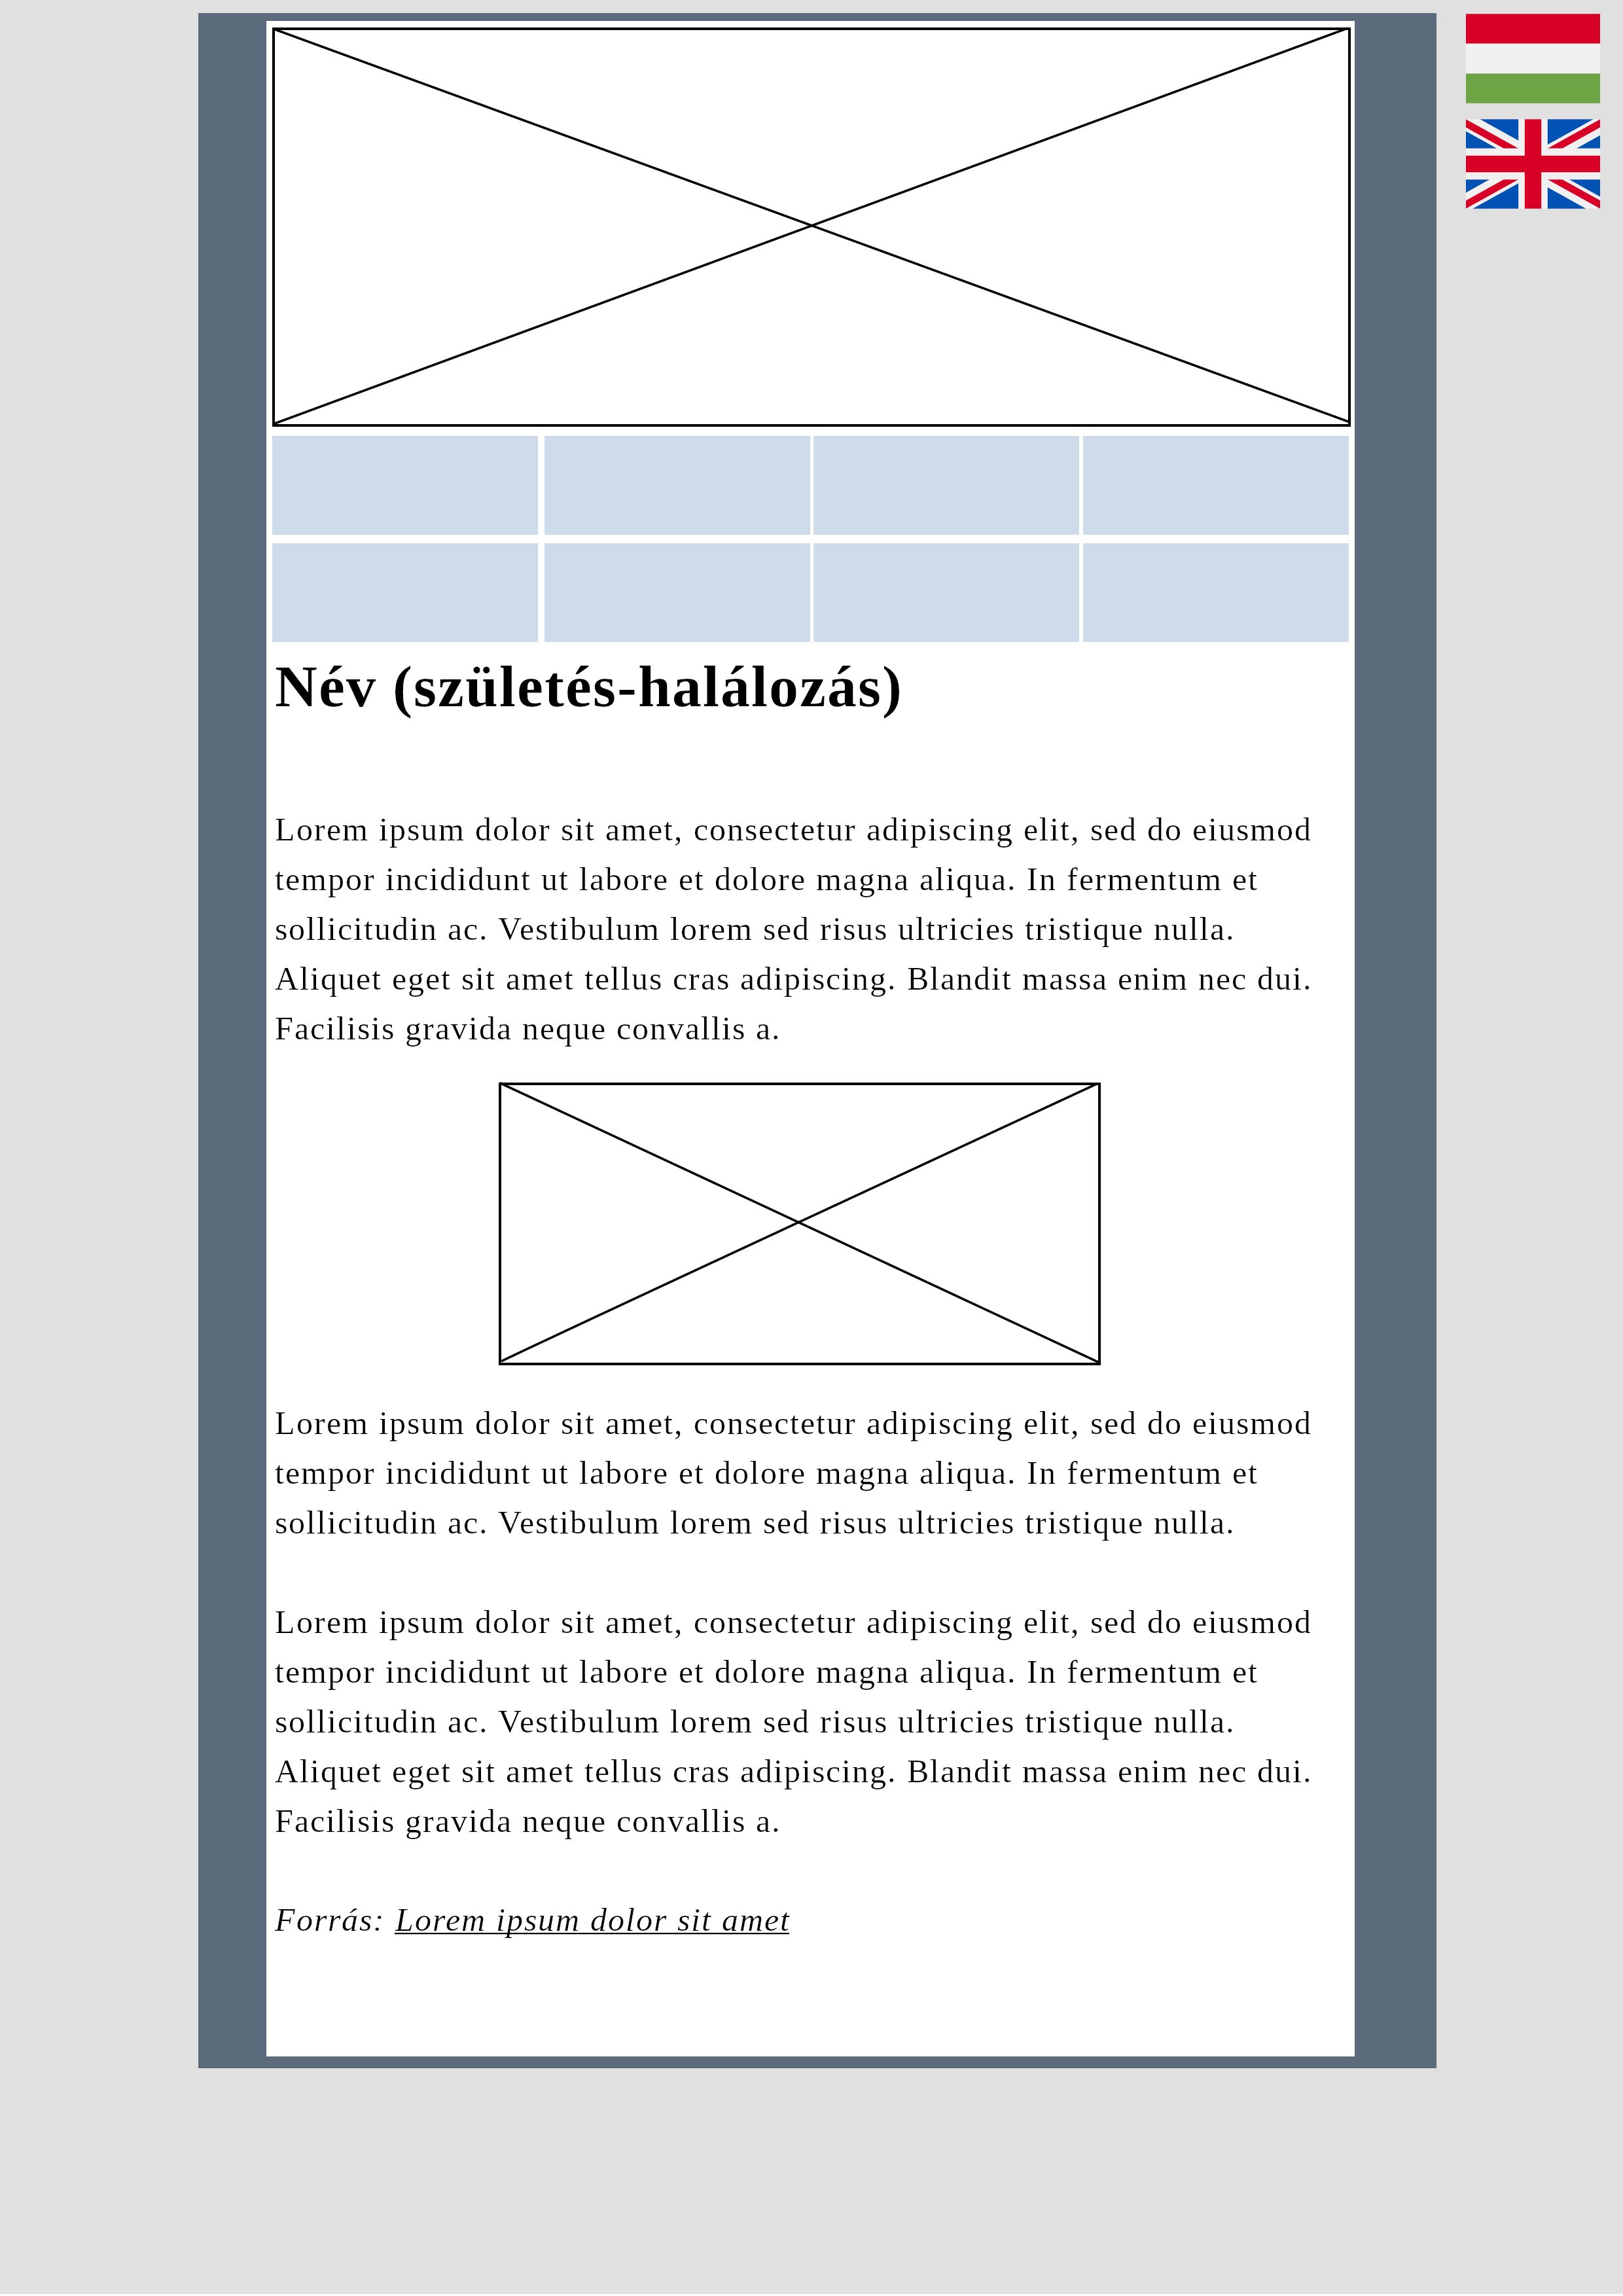 Név (születés-halálozás)
Lorem ipsum dolor sit amet, consectetur adipiscing elit, sed do eiusmod
tempor incididunt ut labore et dolore magna aliqua. In fermentum et
sollicitudin ac. Vestibulum lorem sed risus ultricies tristique nulla.
Aliquet eget sit amet tellus cras adipiscing. Blandit massa enim nec dui.
Facilisis gravida neque convallis a.
Lorem ipsum dolor sit amet, consectetur adipiscing elit, sed do eiusmod
tempor incididunt ut labore et dolore magna aliqua. In fermentum et
sollicitudin ac. Vestibulum lorem sed risus ultricies tristique nulla.
Lorem ipsum dolor sit amet, consectetur adipiscing elit, sed do eiusmod
tempor incididunt ut labore et dolore magna aliqua. In fermentum et
sollicitudin ac. Vestibulum lorem sed risus ultricies tristique nulla.
Aliquet eget sit amet tellus cras adipiscing. Blandit massa enim nec dui.
Facilisis gravida neque convallis a.
Forrás: Lorem ipsum dolor sit amet